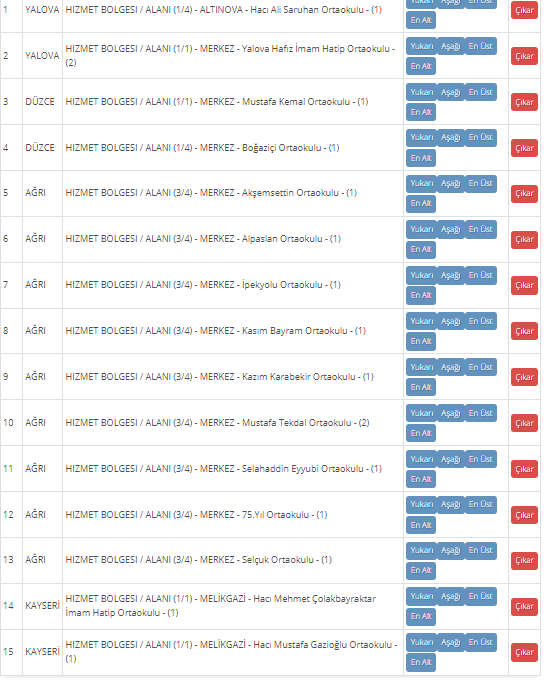 1 YALOVA HIZMET BOLGESI / ALANI (1/4) - ALTINOVA - Hacı Ali Saruhan Ortaokulu - (1) Yukarı Aşağı En Üst Çıkar
En Alt
2 YALOVA HIZMET BOLGESI / ALANI (1/1) - MERKEZ - Yalova Hafız İmam Hatip Ortaokulu - Yukarı Aşağı En Üst Çıkar
(2) En Alt
3 DÜZCE HIZMET BOLGESI / ALANI (1/1) - MERKEZ - Mustafa Kemal Ortaokulu - (1) Yukarı Aşağı En Üst Çıkar
En Alt
4 DÜZCE HIZMET BOLGESI / ALANI (1/4) - MERKEZ - Boğaziçi Ortaokulu - (1) Yukarı Aşağı En Üst Çıkar
En Alt
5 AĞRI HIZMET BOLGESI / ALANI (3/4) - MERKEZ - Akşemsettin Ortaokulu - (1) Yukarı Aşağı En Üst Çıkar
En Alt
6 AĞRI HIZMET BOLGESI / ALANI (3/4) - MERKEZ - Alpaslan Ortaokulu - (1) Yukarı Aşağı En Üst Çıkar
En Alt
7 AĞRI HIZMET BOLGESI / ALANI (3/4) - MERKEZ - İpekyolu Ortaokulu - (1) Yukarı Aşağı En Üst Çıkar
En Alt
8 AĞRI HIZMET BOLGESI / ALANI (3/4) - MERKEZ - Kasım Bayram Ortaokulu - (1) Yukarı Aşağı En Üst Çıkar
En Alt
9 AĞRI HIZMET BOLGESI / ALANI (3/4) - MERKEZ - Kazım Karabekir Ortaokulu - (1) Yukarı Aşağı En Üst Çıkar
En Alt
10 AĞRI HIZMET BOLGESI / ALANI (3/4) - MERKEZ - Mustafa Tekdal Ortaokulu - (2) Yukarı Aşağı En Üst Çıkar
En Alt
11 AĞRI HIZMET BOLGESI / ALANI (3/4) - MERKEZ - Selahaddin Eyyubi Ortaokulu - (1) Yukarı Aşağı En Üst Çıkar
En Alt
12 AĞRI HIZMET BOLGESI / ALANI (3/4) - MERKEZ - 75.Yıl Ortaokulu - (1) Yukarı Aşağı En Üst Çıkar
En Alt
13 AĞRI HIZMET BOLGESI / ALANI (3/4) - MERKEZ - Selçuk Ortaokulu - (1) Yukarı Aşağı En Üst Çıkar
En Alt
14 KAYSERİ HIZMET BOLGESI / ALANI (1/1) - MELİKGAZİ - Hacı Mehmet Çolakbayraktar Yukarı Aşağı En Üst Çıkar
İmam Hatip Ortaokulu - (1) En Alt
15 KAYSERİ HIZMET BOLGESI / ALANI (1/1) - MELİKGAZİ - Hacı Mustafa Gazioğlu Ortaokulu - Yukarı Aşağı En Üst Çıkar
(1) En Alt